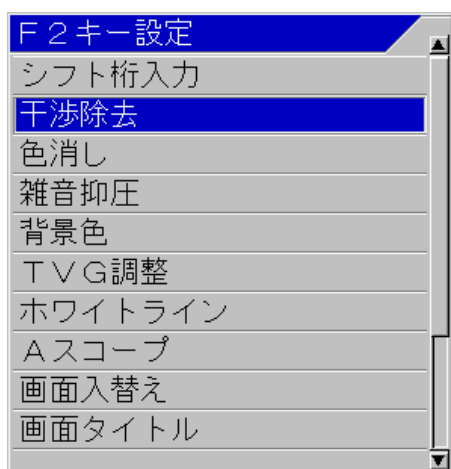 F2キー設定
シフト桁入力
干渉除去
色消し
雑音抑圧
背景色
TVG調整
ホワイトライン
Aスコープ
画面入替え
画面タイトル